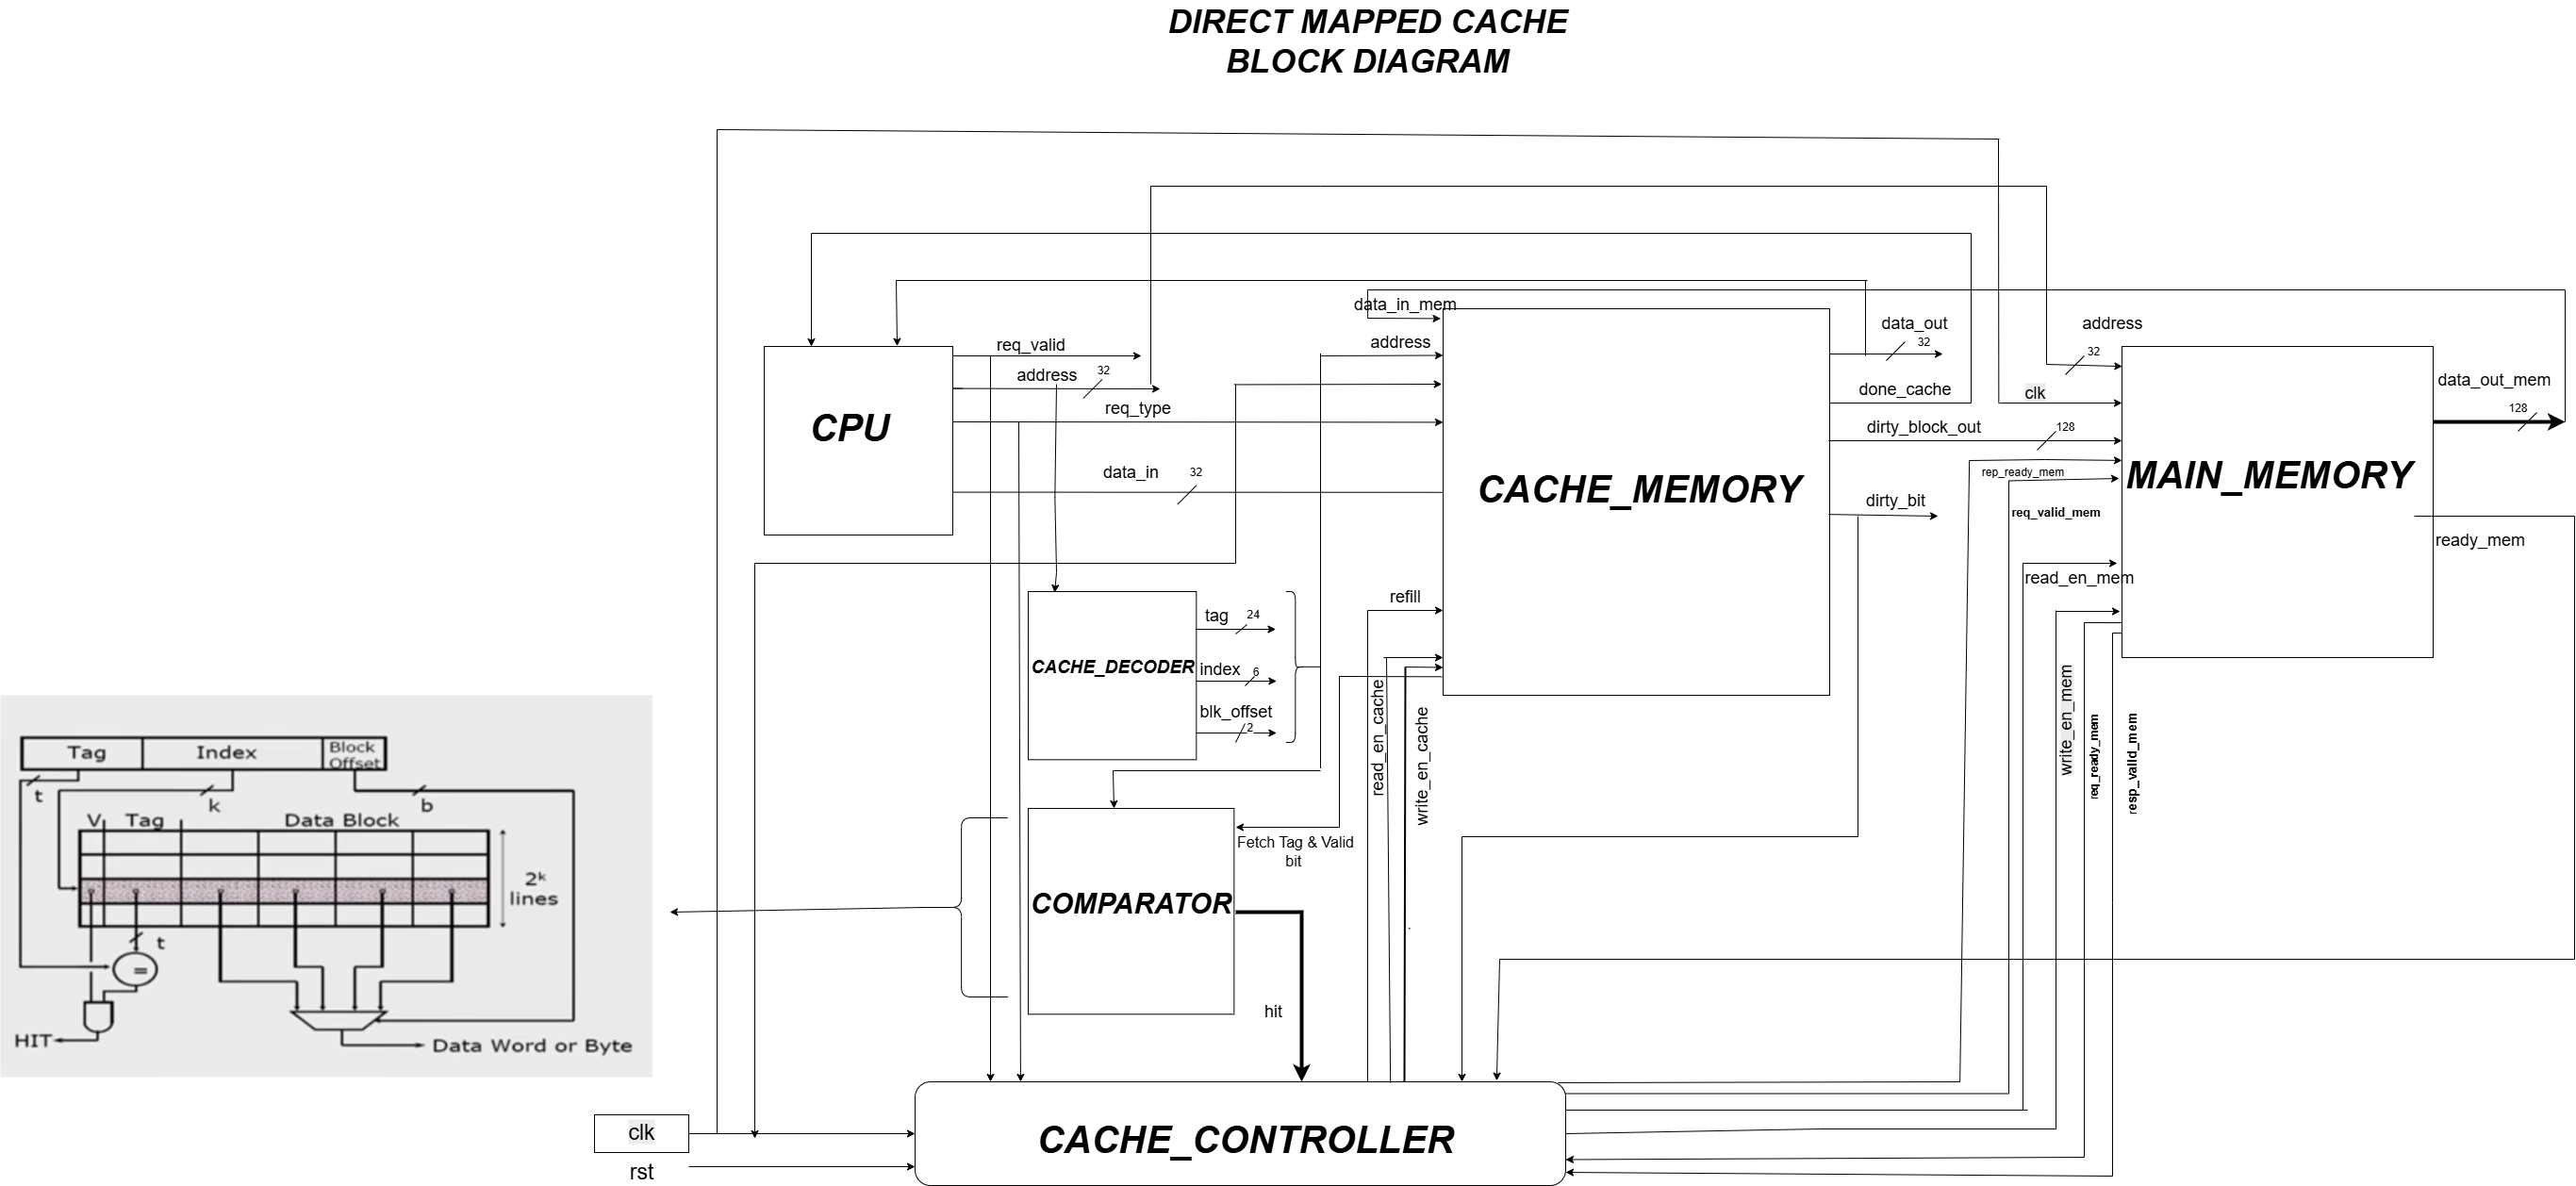 DIRECT MAPPED CACHE
BLOCK DIAGRAM
data_in_mem
data_out
32
address
address
32
req_valid
address
32
req_type
data_in
32
CPU
clk
done_cache
dirty_block_out
128
data_out_mem
128
CACHE_MEMORY
MAIN_MEMORY
rep_ready_mem
req_valid_mem
dirty_bit
ready_mem
read_en_mem
refill
tag
24
CACHE_DECODER
index
6
blk_offset
2
read_en_cache
write_en_cache
write_en_mem
req_ready_mem
resp_valid_mem
Tag
Index
Block
Offset
t
k
b
V
Tag
Data Block
2k
lines
t
=
HIT
Data Word or Byte
Fetch Tag & Valid
bit
COMPARATOR
hit
clk
rst
CACHE_CONTROLLER